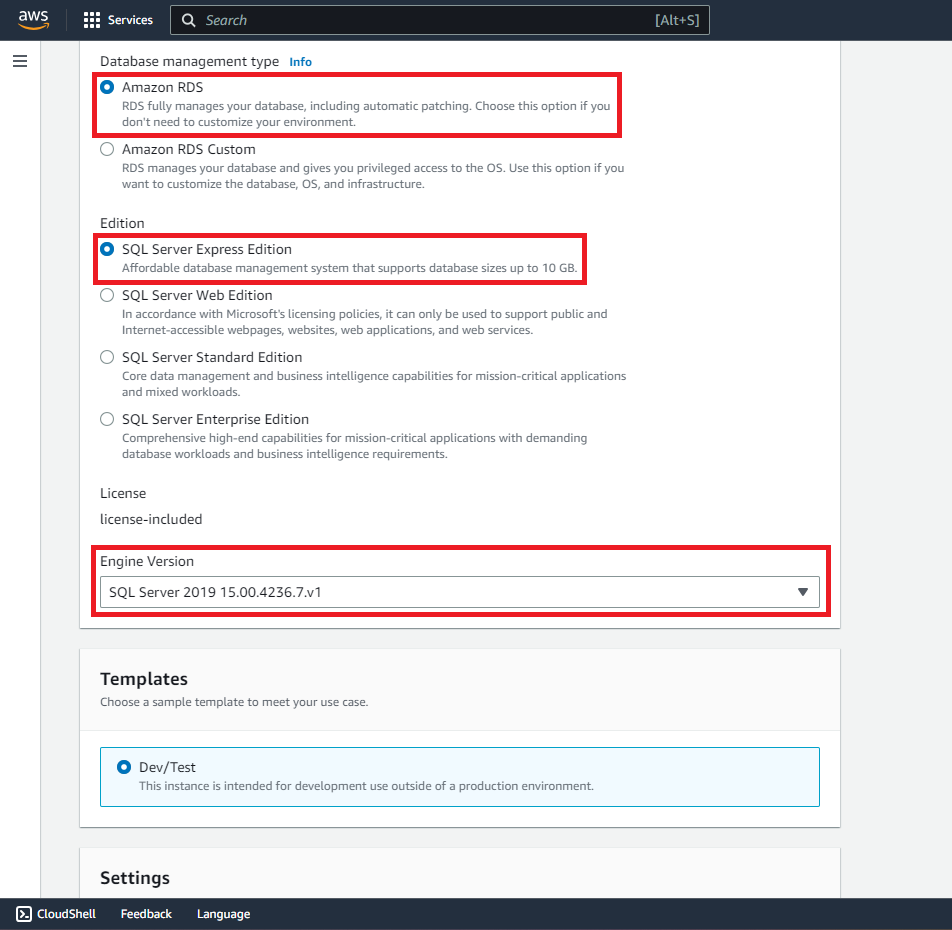 aws
Services
Search
[Alt+S]
Database management type Info
Amazon RDS
RDS fully manages your database, including automatic patching. Choose this option if you
don't need to customize your environment.
Amazon RDS Custom
RDS manages your database and gives you privileged access to the OS. Use this option if you
want to customize the database, OS, and infrastructure.
Edition
SQL Server Express Edition
Affordable database management system that supports database sizes up to 10 GB.
SQL Server Web Edition
In accordance with Microsoft's licensing policies, it can only be used to support public and
Internet-accessible webpages, websites, web applications, and web services.
SQL Server Standard Edition
Core data management and business intelligence capabilities for mission-critical applications
and mixed workloads.
SQL Server Enterprise Edition
Comprehensive high-end capabilities for mission-critical applications with demanding
database workloads and business intelligence requirements.
License
license-included
Engine Version
SQL Server 2019 15.00.4236.7.v1
Templates
Choose a sample template to meet your use case.
Dev/Test
This instance is intended for development use outside of a production environment.
Settings
CloudShell
Feedback
Language